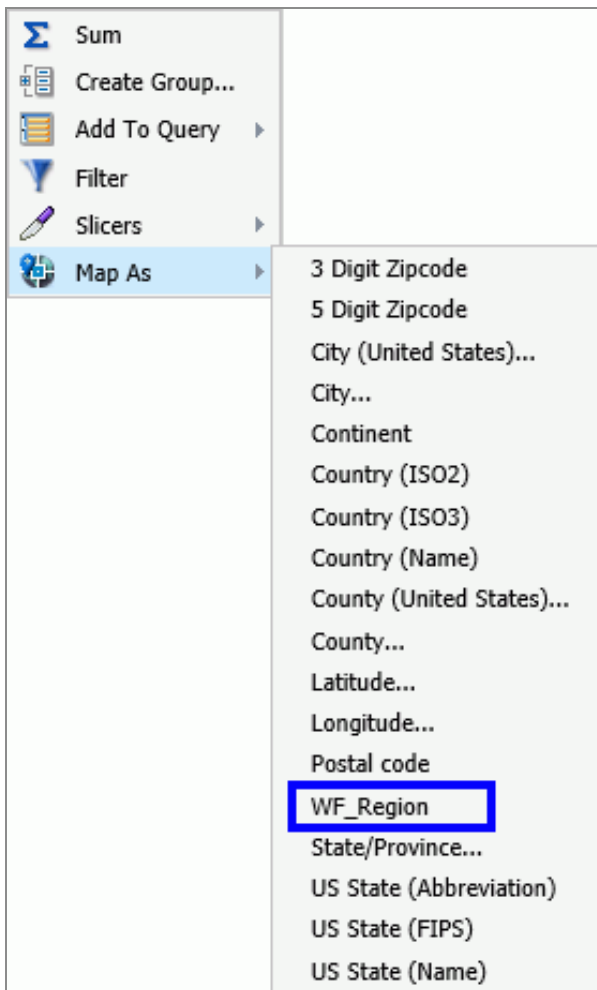 Sum
Create Group...
Add To Query
Filter
Slicers
Map As
3 Digit Zipcode
5 Digit Zipcode
City (United States)...
City...
Continent
Country (ISO2)
Country (ISO3)
Country (Name)
County (United States)...
County...
Latitude...
Longitude...
Postal code
WF_Region
State/Province...
US State (Abbreviation)
US State (FIPS)
US State (Name)